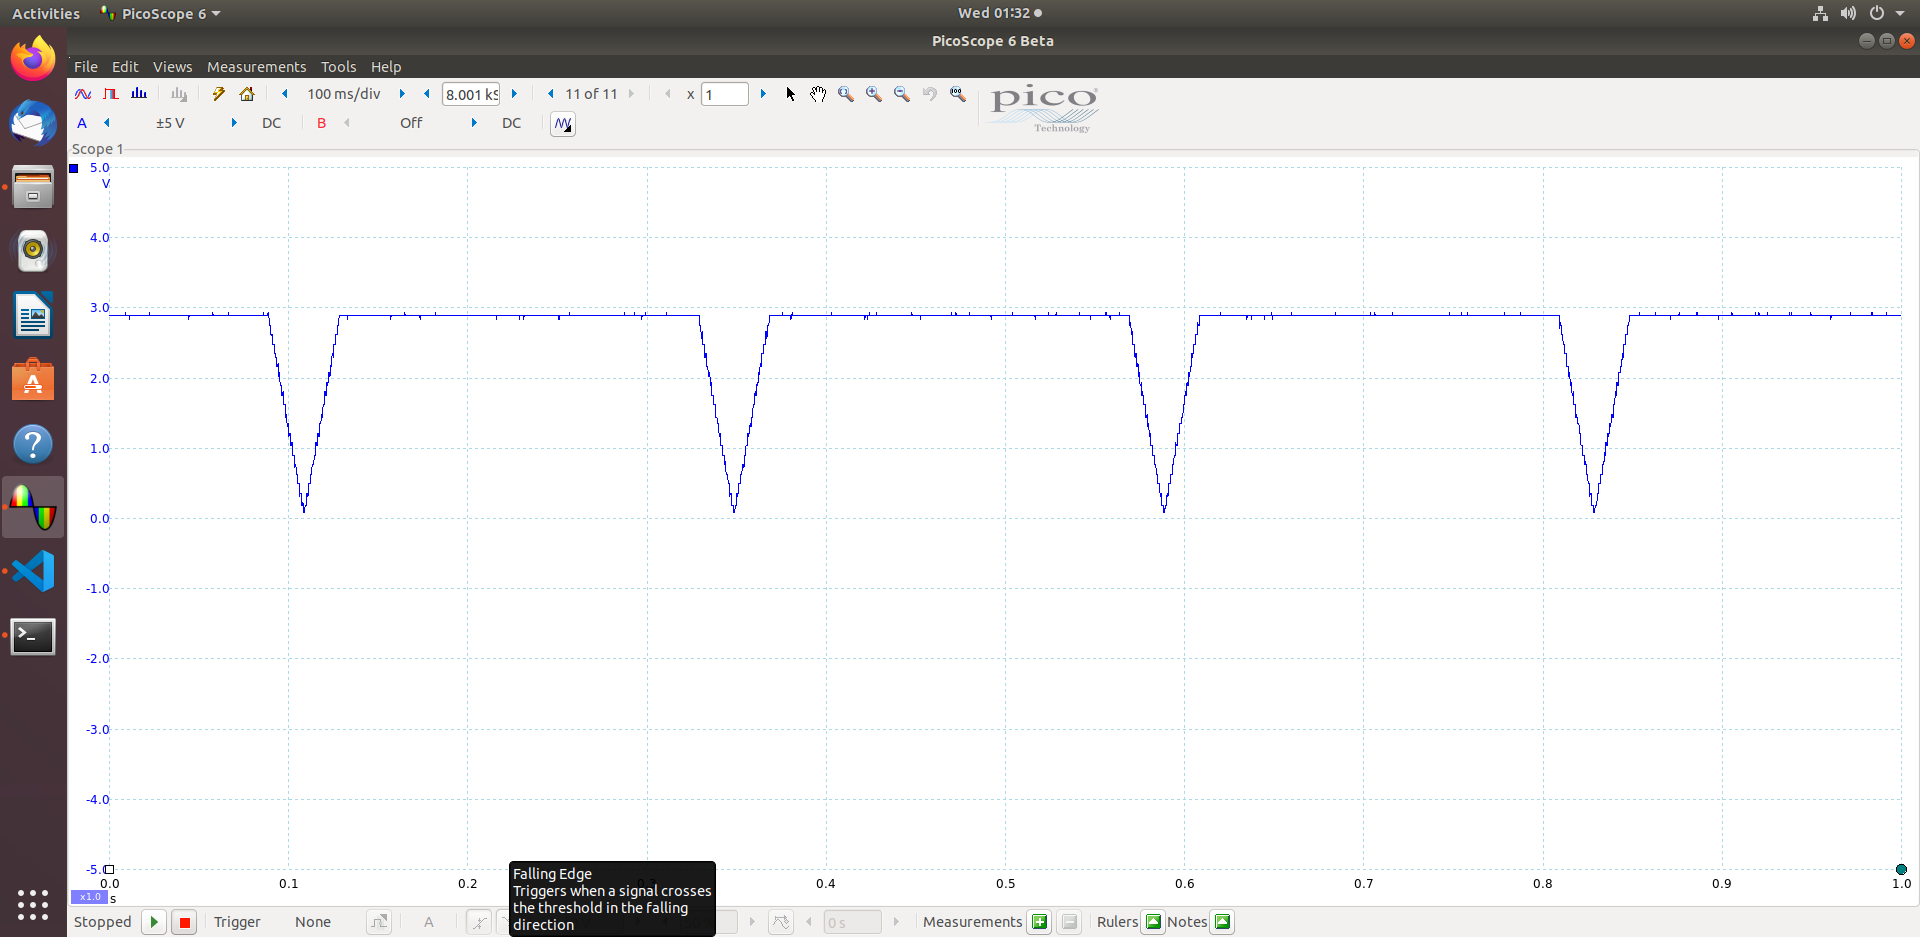 Activities PicoScope 6 Wed 01:32
PicoScope 6 Beta
File Edit Views Measurements Tools Help
100 ms/div 8.001 kS 11 of 11 x 1
pico
Technology
A ±5 V DC B Off DC
Scope 1
5.0
V
4.0
3.0
2.0
1.0
0.0
-1.0
-2.0
-3.0
-4.0
-5.0
0.0 0.1 0.2 0.4 0.5 0.6 0.7 0.8 0.9 1.0
x1.0 s
Falling Edge
Triggers when a signal crosses
the threshold in the falling
direction
Stopped Trigger None A 0 s Measurements Rulers Notes